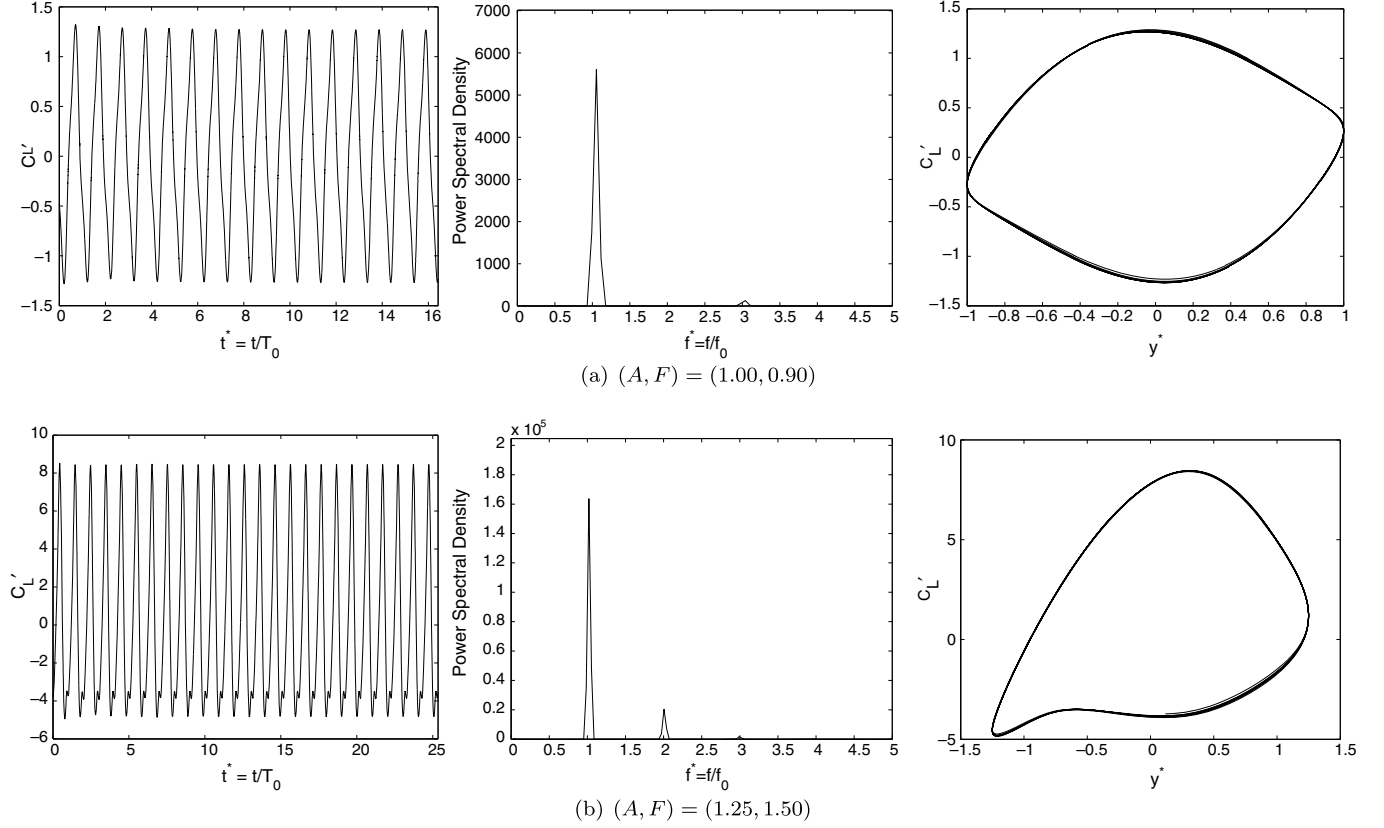 1.5
1
0.5
0
−0.5
−1
−1.5
0 2 4 6 8 10 12 14 16
CL′
t* = t/T0
7000
6000
5000
4000
3000
2000
1000
0
0 0.5 1 1.5 2 2.5 3 3.5 4 4.5 5
Power Spectral Density
f*=f/f0
1.5
1
0.5
0
−0.5
−1
−1.5
−1 −0.8 −0.6 −0.4 −0.2 0 0.2 0.4 0.6 0.8 1
CL′
y*
(a) (A, F) = (1.00, 0.90)
10
8
6
4
2
0
−2
−4
−6
0 5 10 15 20 25
CL′
t* = t/T0
x 10^5
2
1.8
1.6
1.4
1.2
1
0.8
0.6
0.4
0.2
0
0 0.5 1 1.5 2 2.5 3 3.5 4 4.5 5
Power Spectral Density
f*=f/f0
10
5
0
−5
−1.5 −1 −0.5 0 0.5 1 1.5
CL′
y*
(b) (A, F) = (1.25, 1.50)